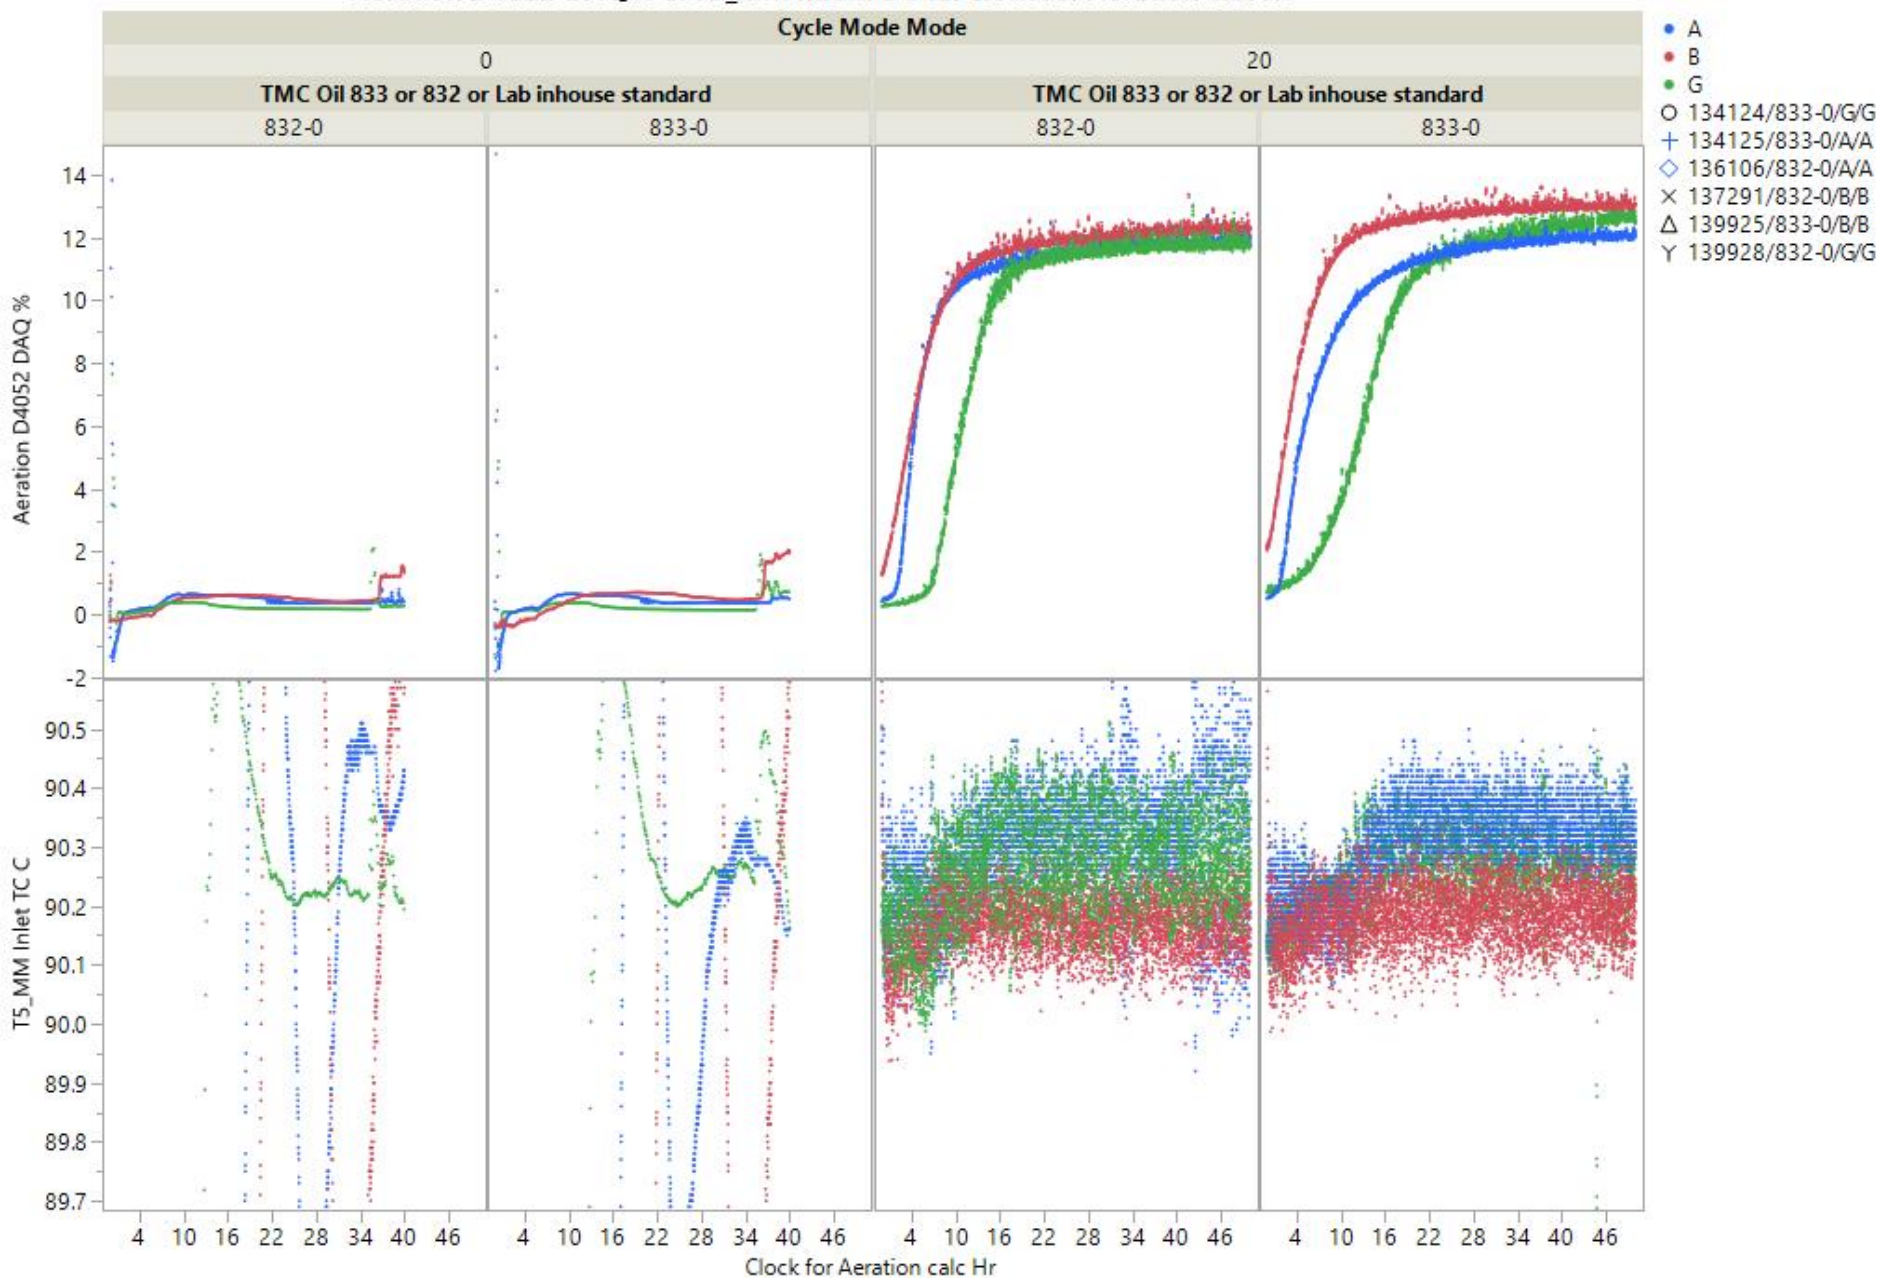 Cycle Mode Mode
0 20
TMC Oil 833 or 832 or Lab inhouse standard TMC Oil 833 or 832 or Lab inhouse standard
832-0 833-0 832-0 833-0
A
B
G
134124/833-0/G/G
134125/833-0/A/A
136106/832-0/A/A
137291/832-0/B/B
139925/833-0/B/B
139928/832-0/G/G
Aeration D4052 DAQ %
14
12
10
8
6
4
2
0
-2
T5_MM Inlet TC C
90.5
90.4
90.3
90.2
90.1
90.0
89.9
89.8
89.7
4 10 16 22 28 34 40 46 4 10 16 22 28 34 40 46 4 10 16 22 28 34 40 46 4 10 16 22 28 34 40 46
Clock for Aeration calc Hr